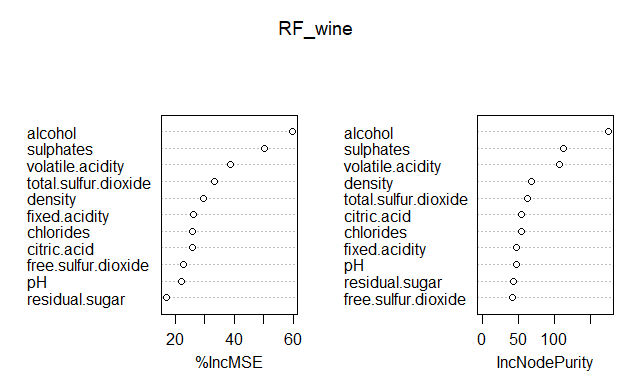 RF_wine
alcohol
sulphates
volatile.acidity
total.sulfur.dioxide
density
fixed.acidity
chlorides
citric.acid
free.sulfur.dioxide
pH
residual.sugar
20 40 60
%IncMSE
alcohol
sulphates
volatile.acidity
density
total.sulfur.dioxide
citric.acid
chlorides
fixed.acidity
pH
residual.sugar
free.sulfur.dioxide
0 50 100
IncNodePurity